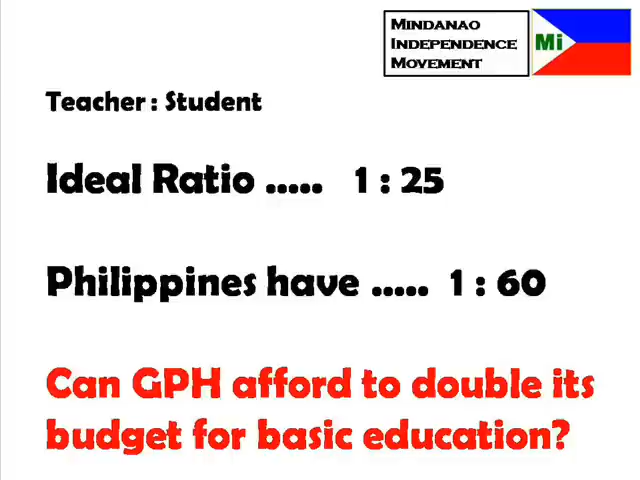 MINDANAO
INDEPENDENCE
MOVEMENT
Mi
Teacher : Student
Ideal Ratio ..... 1 : 25
Philippines have ..... 1 : 60
Can GPH afford to double its
budget for basic education?